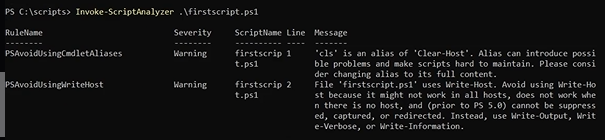 PS C:\scripts> Invoke-ScriptAnalyzer .\firstscript.ps1
RuleName Severity ScriptName Line Message
-------- -------- ---------- ---- -------
PSAvoidUsingCmdletAliases Warning firstscrip 1 'cls' is an alias of 'Clear-Host'. Alias can introduce possi
t.ps1 ble problems and make scripts hard to maintain. Please consi
der changing alias to its full content.
PSAvoidUsingWriteHost Warning firstscrip 2 File 'firstscript.ps1' uses Write-Host. Avoid using Write-Ho
t.ps1 st because it might not work in all hosts, does not work whe
n there is no host, and (prior to PS 5.0) cannot be suppress
ed, captured, or redirected. Instead, use Write-Output, Writ
e-Verbose, or Write-Information.